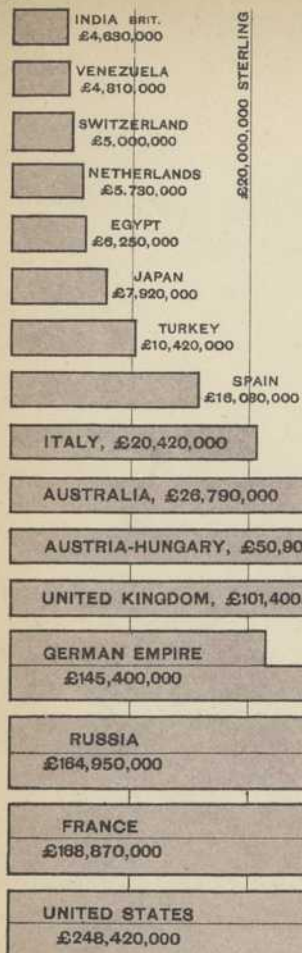 INDIA BRIT.
£4,630,000
£20,000,000 STERLING
VENEZUELA
£4,810,000
SWITZERLAND
£5,000,000
NETHERLANDS
£5.730,000
EGYPT
£6,250,000
JAPAN
£7,920,000
TURKEY
£10,420,000
SPAIN
£16,080,000
ITALY, £20,420,000
AUSTRALIA, £26,790,000
AUSTRIA-HUNGARY, £50,90
UNITED KINGDOM, £101,400
GERMAN EMPIRE
£145,400,000
RUSSIA
£164,950,000
FRANCE
£168,870,000
UNITED STATES
£248,420,000